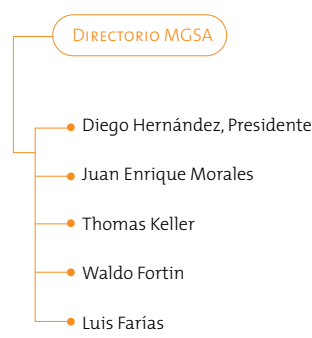 Directorio MGSA
Diego Hernández, Presidente
Juan Enrique Morales
Thomas Keller
Waldo Fortin
Luis Farías